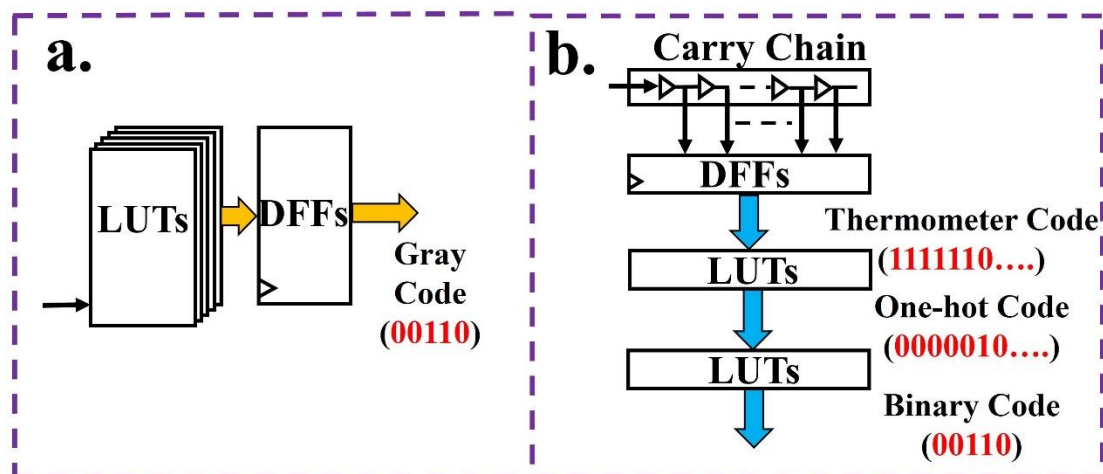 a.
LUTs
DFFs
Gray
Code
(00110)
b.
Carry Chain
DFFs
Thermometer Code
(1111110....)
LUTs
One-hot Code
(0000010....)
LUTs
Binary Code
(00110)